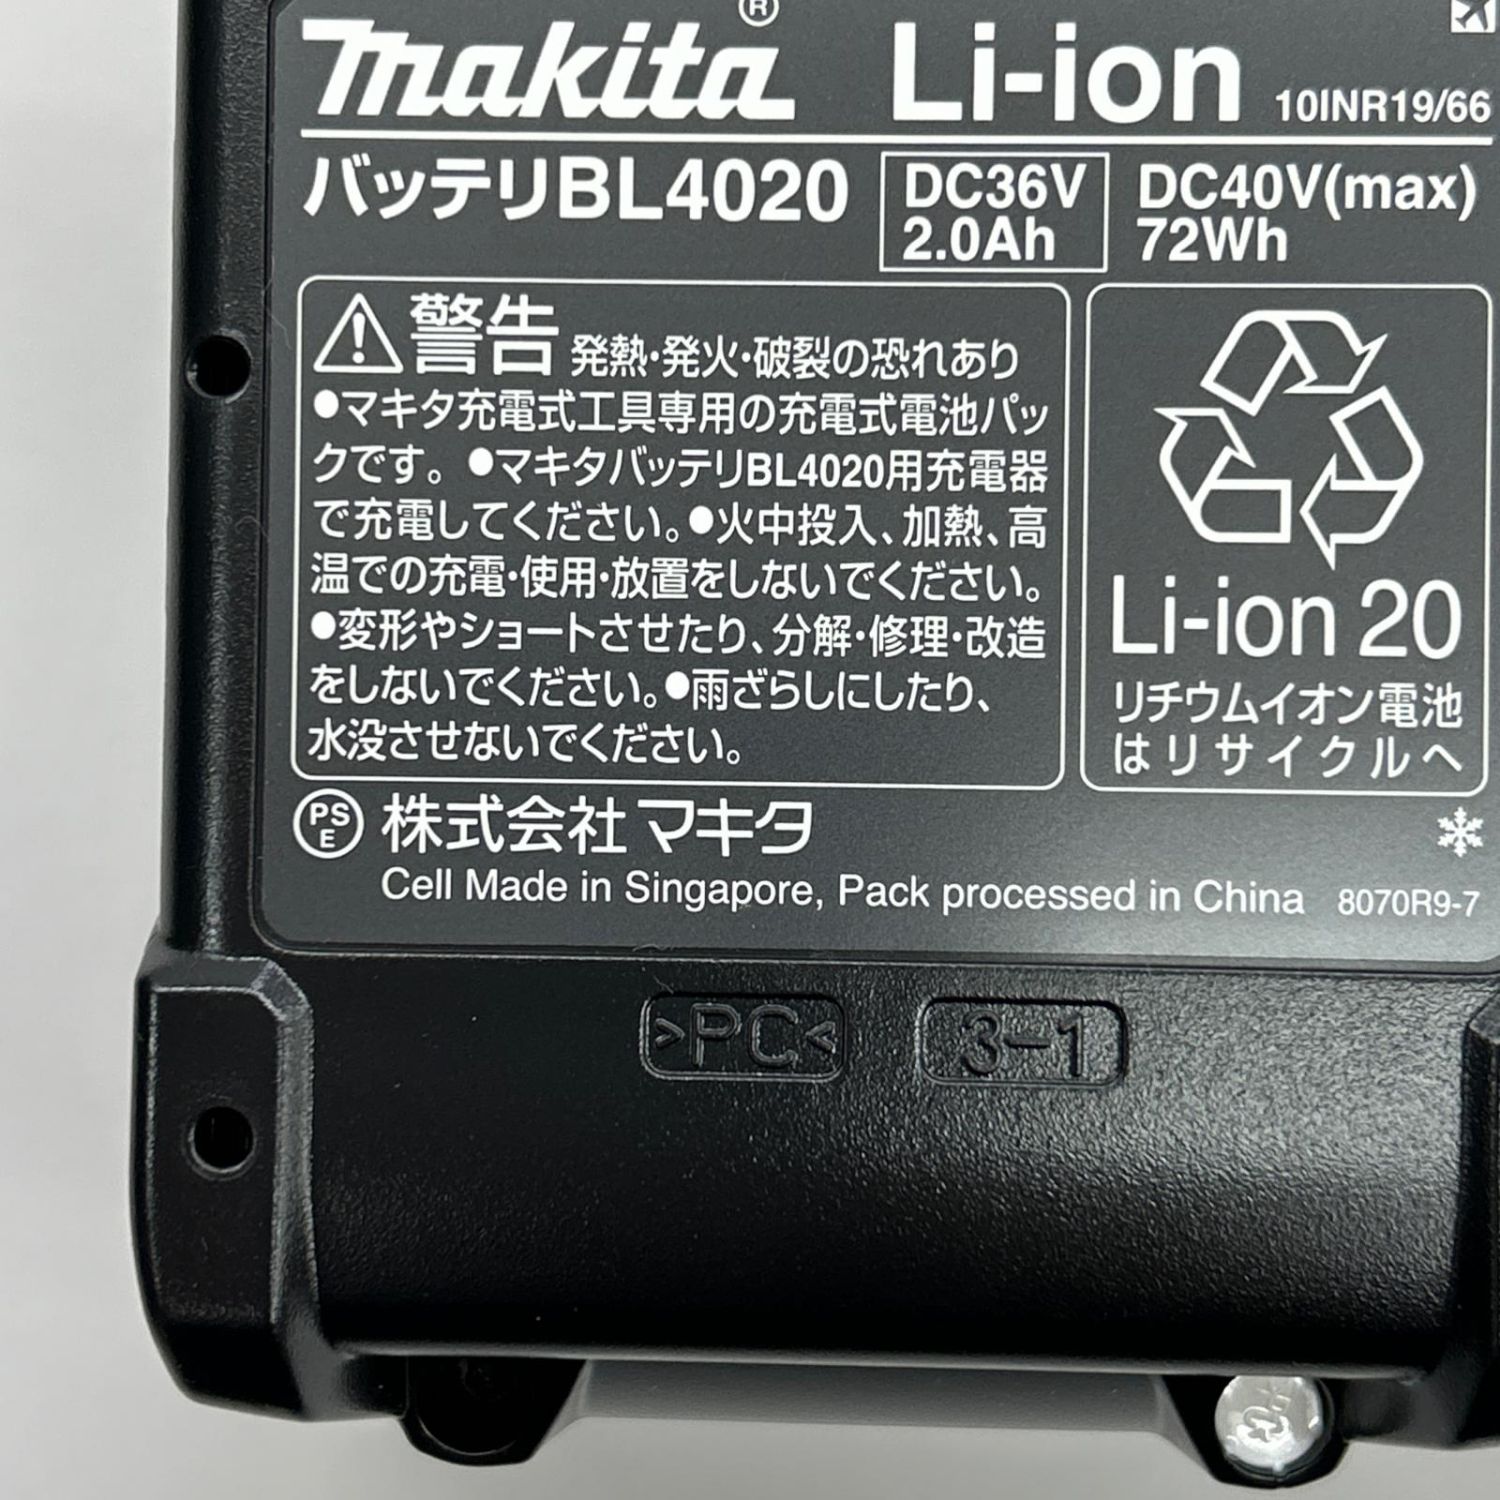 makita® Li-ion 10INR19/66
バッテリBL4020 DC36V 2.0Ah DC40V(max) 72Wh
警告 発熱・発火・破裂の恐れあり
●マキタ充電式工具専用の充電式電池パッ
クです。●マキタバッテリBL4020用充電器
で充電してください。●火中投入、加熱、高
温での充電・使用・放置をしないでください。
●変形やショートさせたり、分解・修理・改造
をしないでください。●雨ざらしにしたり、
水没させないでください。
Li-ion 20
リチウムイオン電池
はリサイクルへ
PS
E
株式会社マキタ
Cell Made in Singapore, Pack processed in China 8070R9-7
>PC< 3-1